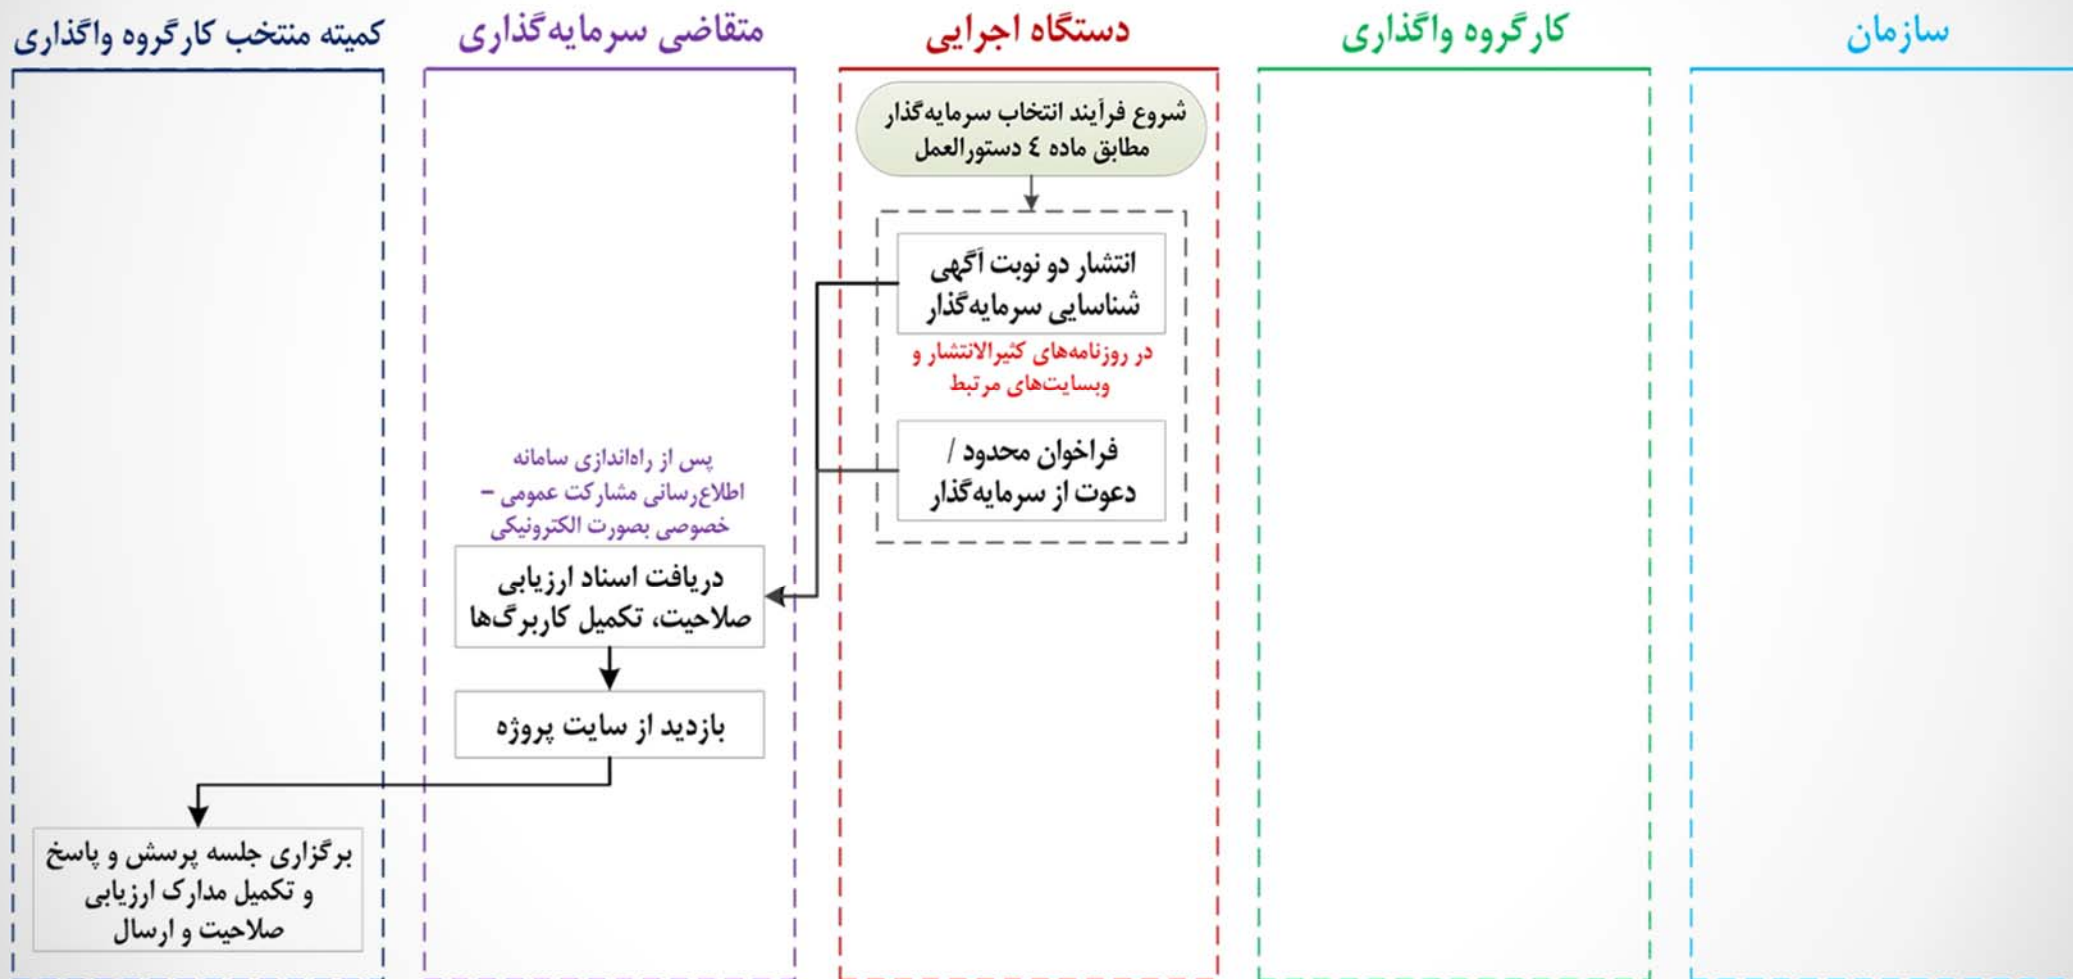 سازمان
کارگروه واگذاری
دستگاه اجرایی
متقاضی سرمایه‌گذاری
کمیته منتخب کارگروه واگذاری
شروع فرآیند انتخاب سرمایه‌گذار
مطابق ماده ٤ دستورالعمل
انتشار دو نوبت آگهی
شناسایی سرمایه‌گذار
در روزنامه‌های کثیرالانتشار و
وبسایت‌های مرتبط
فراخوان محدود /
دعوت از سرمایه‌گذار
پس از راه‌اندازی سامانه
اطلاع‌رسانی مشارکت عمومی –
خصوصی بصورت الکترونیکی
دریافت اسناد ارزیابی
صلاحیت، تکمیل کاربرگ‌ها
بازدید از سایت پروژه
برگزاری جلسه پرسش و پاسخ
و تکمیل مدارک ارزیابی
صلاحیت و ارسال